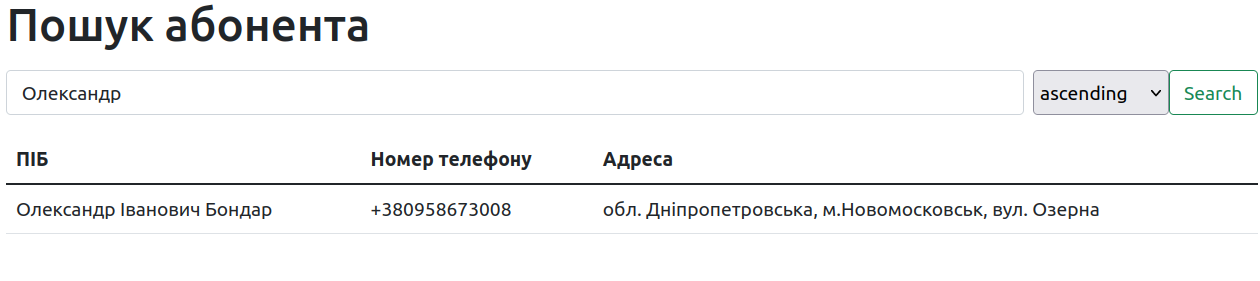 Пошук абонента
Олександр ascending Search
ПІБ Номер телефону Адреса
Олександр Іванович Бондар +380958673008 обл. Дніпропетровська, м.Новомосковськ, вул. Озерна